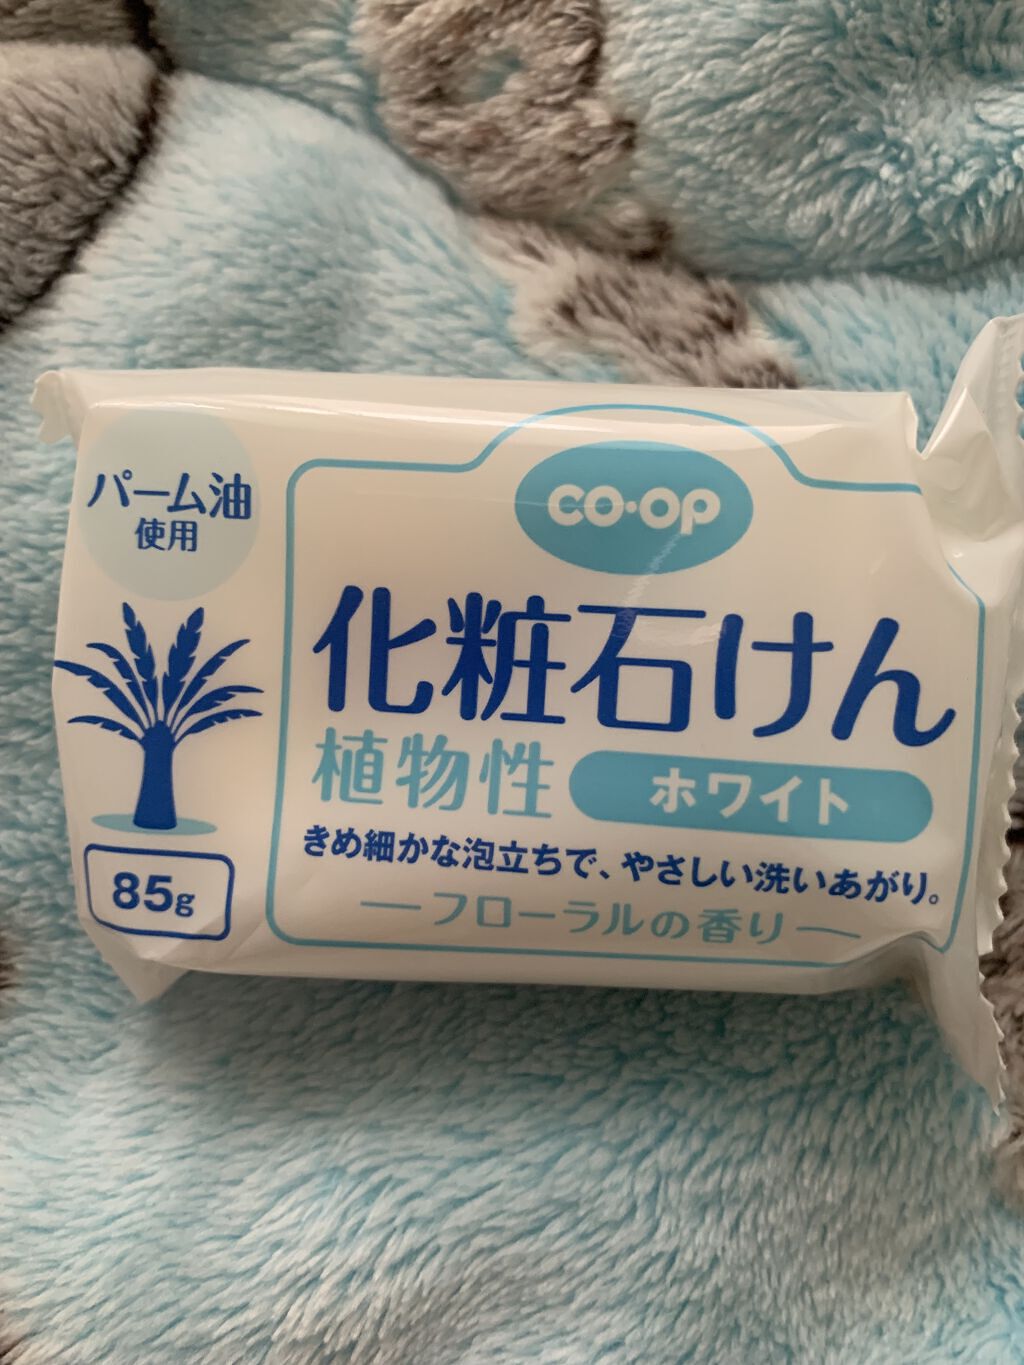 パーム油
使用
85g
co·op
化粧石けん
植物性 ホワイト
きめ細かな泡立ちで、やさしい洗いあがり。
フローラルの香り